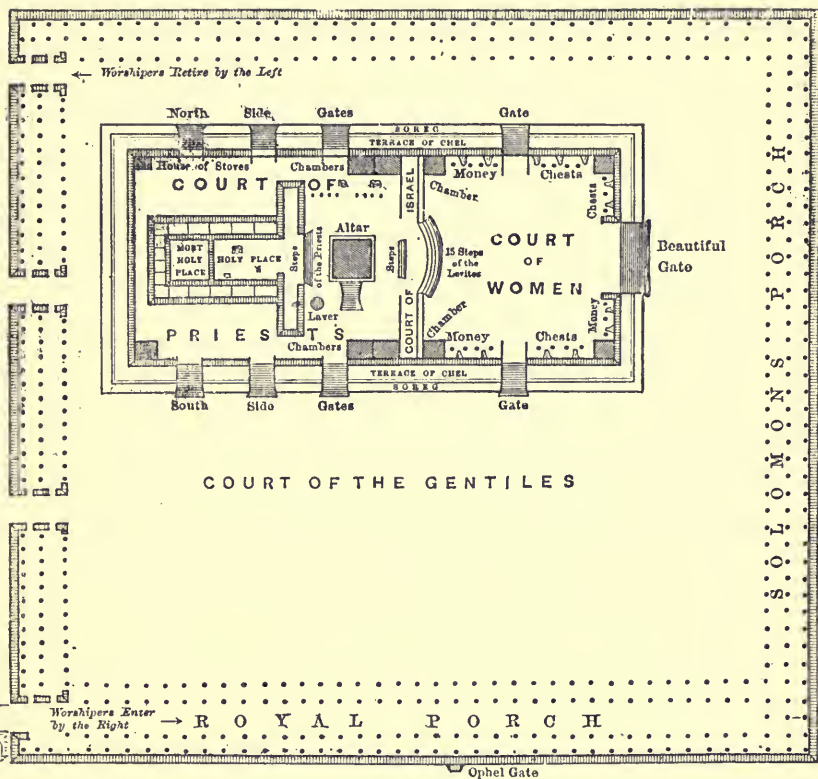 Worshipers Retire by the Left
North Side Gates Gate
SOREG
TERRACE OF CHEL
House of Stoves Chambers
COURT OF
ISRAEL
Chamber
Money Chests
Chests
Altar
MOST
HOLY
PLACE
HOLY PLACE
Steps
of the Priests
Steps
15 Steps
of the
Levites
COURT
OF
WOMEN
Beautiful
Gate
Laver
PRIESTS
Chambers
COURT OF
Chamber
Money Chests
Money
TERRACE OF CHEL
SOREG
South Side Gates Gate
COURT OF THE GENTILES
SOLOMONS PORCH
Worshipers Enter
by the Right
ROYAL PORCH
Ophel Gate